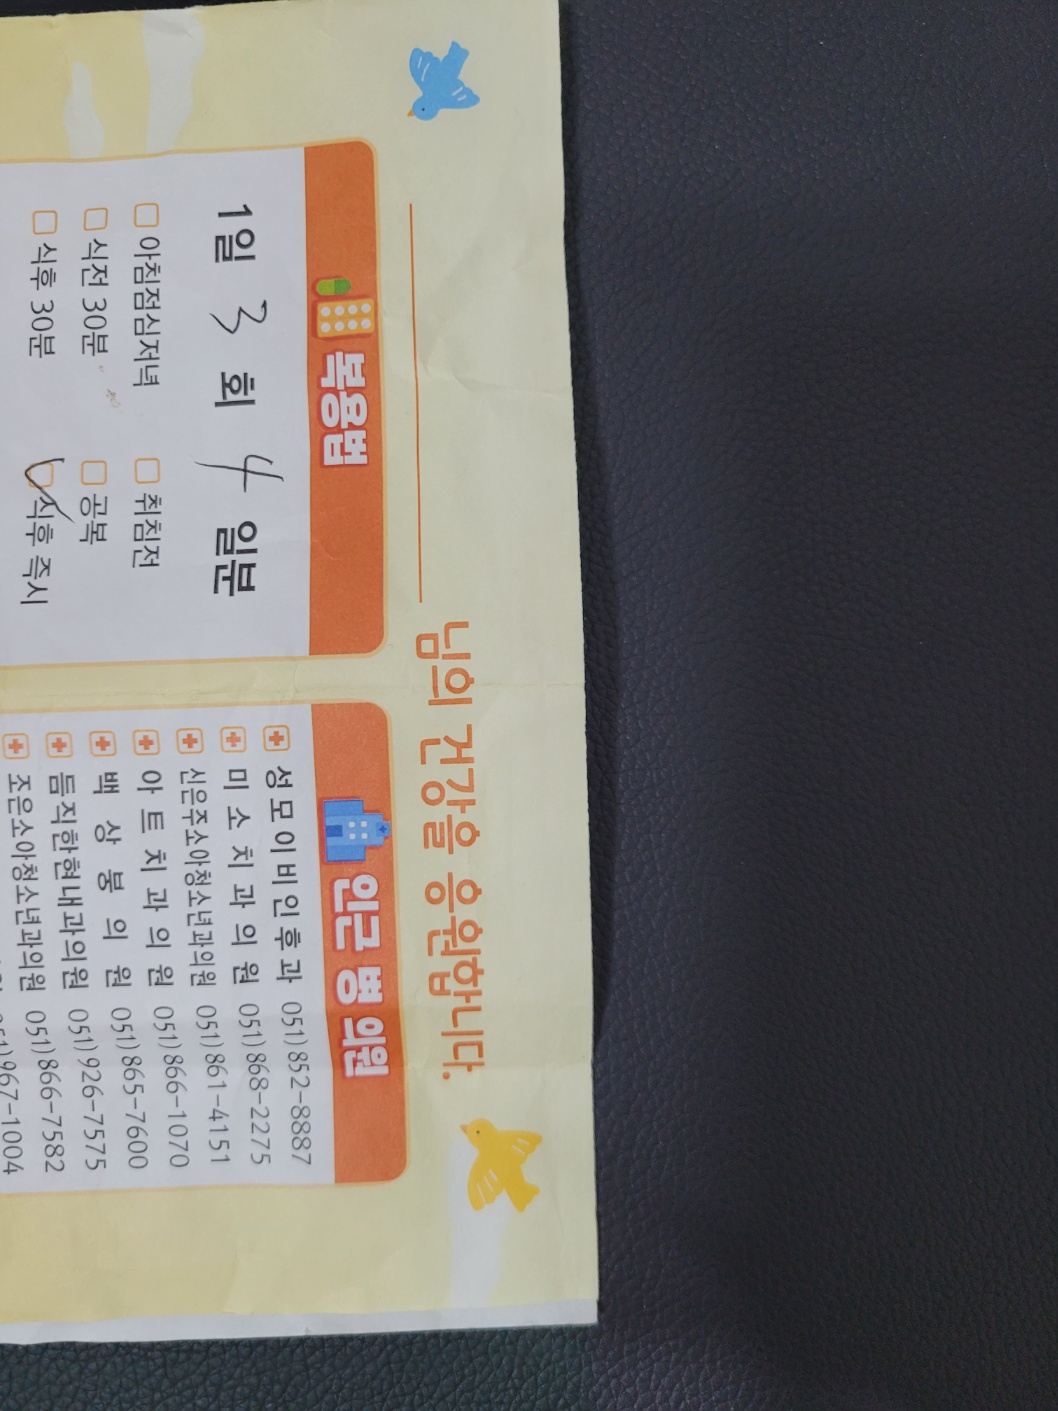 님의 건강을 응원합니다.
복용법
1일 3 회 4 일분
아침점심저녁 취침전
식전 30분 공복
식후 30분 식후 즉시
인근 병 의원
성모이비인후과 051)852-8887
미소치과의원 051)868-2275
신은주소아청소년과의원 051)861-4151
아트치과의원 051)866-1070
백상봉의원 051)865-7600
듬직한현내과의원 051)926-7575
조은소아청소년과의원 051)866-7582
051)967-1004